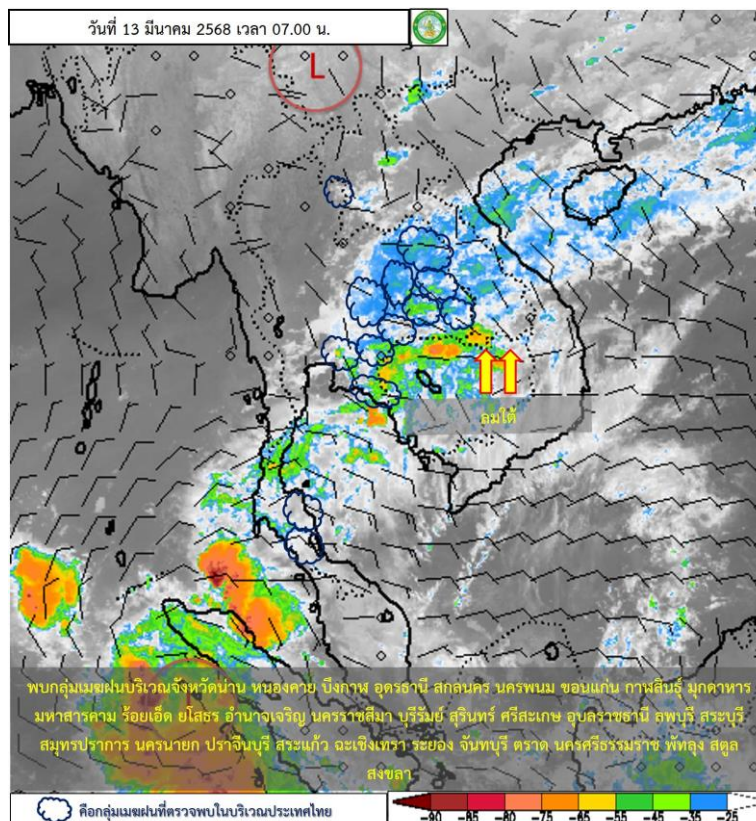 วันที่ 13 มีนาคม 2568 เวลา 07.00 น.
L
ลมใต้
พบกลุ่มเมฆฝนบริเวณจังหวัดน่าน หนองคาย บึงกาฬ อุดรธานี สกลนคร นครพนม ขอนแก่น กาฬสินธุ์ มุกดาหาร
มหาสารคาม ร้อยเอ็ด ยโสธร อำนาจเจริญ นครราชสีมา บุรีรัมย์ สุรินทร์ ศรีสะเกษ อุบลราชธานี ลพบุรี สระบุรี
สมุทรปราการ นครนายก ปราจีนบุรี สระแก้ว ฉะเชิงเทรา ระยอง จันทบุรี ตราด นครศรีธรรมราช พัทลุง สตูล
สงขลา
คือกลุ่มเมฆฝนที่ตรวจพบในบริเวณประเทศไทย
-90 -85 -80 -75 -65 -55 -45 -35 -25